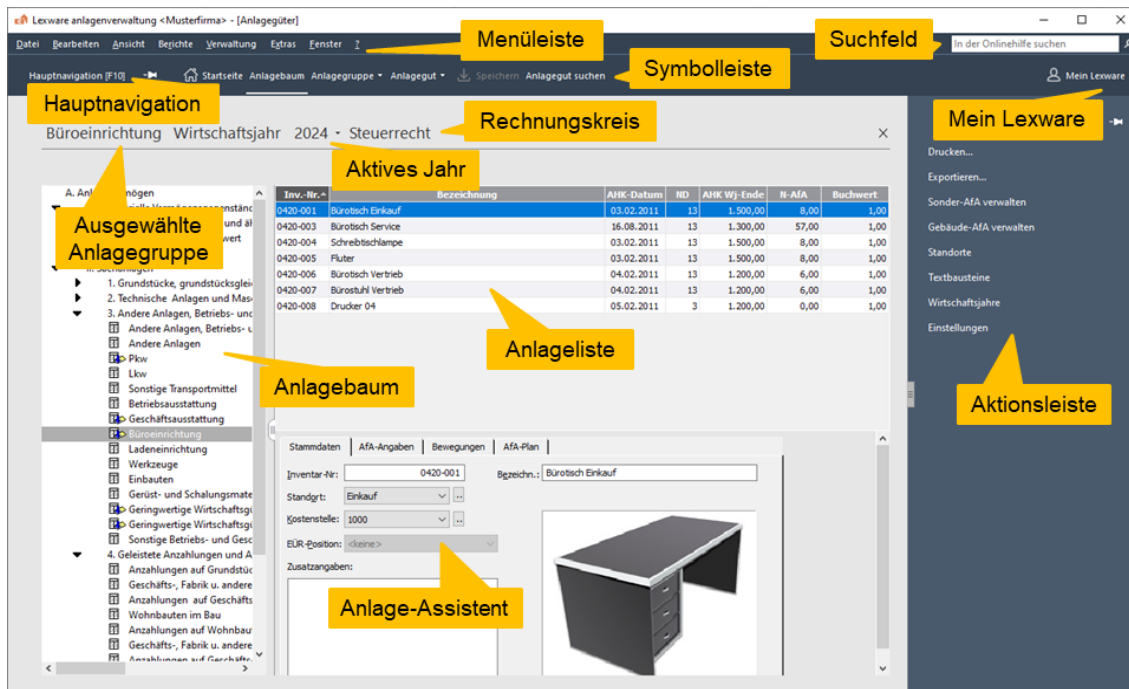 Lexware anlagenverwaltung <Musterfirma> - [Anlagegüter]
Datei Bearbeiten Ansicht Berichte Verwaltung Extras Fenster ?
Menüleiste
Suchfeld
In der Onlinehilfe suchen
Hauptnavigation [F10] Startseite Anlagebaum Anlagegruppe Anlagegut Speichern Anlagegut suchen
Symbolleiste
Mein Lexware
Hauptnavigation
Mein Lexware
Büroeinrichtung Wirtschaftsjahr 2024 - Steuerrecht
Rechnungskreis
Aktives Jahr
Ausgewählte
Anlagegruppe
II. Sachanlagen
1. Grundstücke, grundstücksglei
2. Technische Anlagen und Mas
3. Andere Anlagen, Betriebs- und
Andere Anlagen, Betriebs- u
Andere Anlagen
Pkw
Lkw
Sonstige Transportmittel
Betriebsausstattung
Geschäftsausstattung
Büroeinrichtung
Ladeneinrichtung
Werkzeuge
Einbauten
Gerüst- und Schalungsmate
Geringwertige Wirtschaftsgü
Geringwertige Wirtschaftsgü
Sonstige Betriebs- und Gesc
4. Geleistete Anzahlungen und A
Anzahlungen auf Grundstüc
Geschäfts-, Fabrik u. andere
Anzahlungen auf Geschäfts
Wohnbauten im Bau
Anzahlungen auf Wohnbau
Geschäfts-, Fabrik u. andere
Anzahlungen auf Geschäfts-
Anlagebaum
Inv.-Nr. Bezeichnung AHK-Datum ND AHK Wj-Ende N-AfA Buchwert
0420-001 Bürotisch Einkauf 03.02.2011 13 1.500,00 8,00 1,00
0420-003 Bürotisch Service 16.08.2011 13 1.300,00 57,00 1,00
0420-004 Schreibtischlampe 03.02.2011 13 1.500,00 8,00 1,00
0420-005 Fluter 03.02.2011 13 1.500,00 8,00 1,00
0420-006 Bürotisch Vertrieb 04.02.2011 13 1.200,00 6,00 1,00
0420-007 Bürostuhl Vertrieb 04.02.2011 13 1.200,00 6,00 1,00
0420-008 Drucker 04 05.02.2011 3 1.200,00 0,00 1,00
Anlageliste
Stammdaten AfA-Angaben Bewegungen AfA-Plan
Inventar-Nr: 0420-001 Bezeichn.: Bürotisch Einkauf
Standort: Einkauf
Kostenstelle: 1000
EÜR-Position: <keine>
Zusatzangaben:
Anlage-Assistent
Drucken...
Exportieren...
Sonder-AfA verwalten
Gebäude-AfA verwalten
Standorte
Textbausteine
Wirtschaftsjahre
Einstellungen
Aktionsleiste